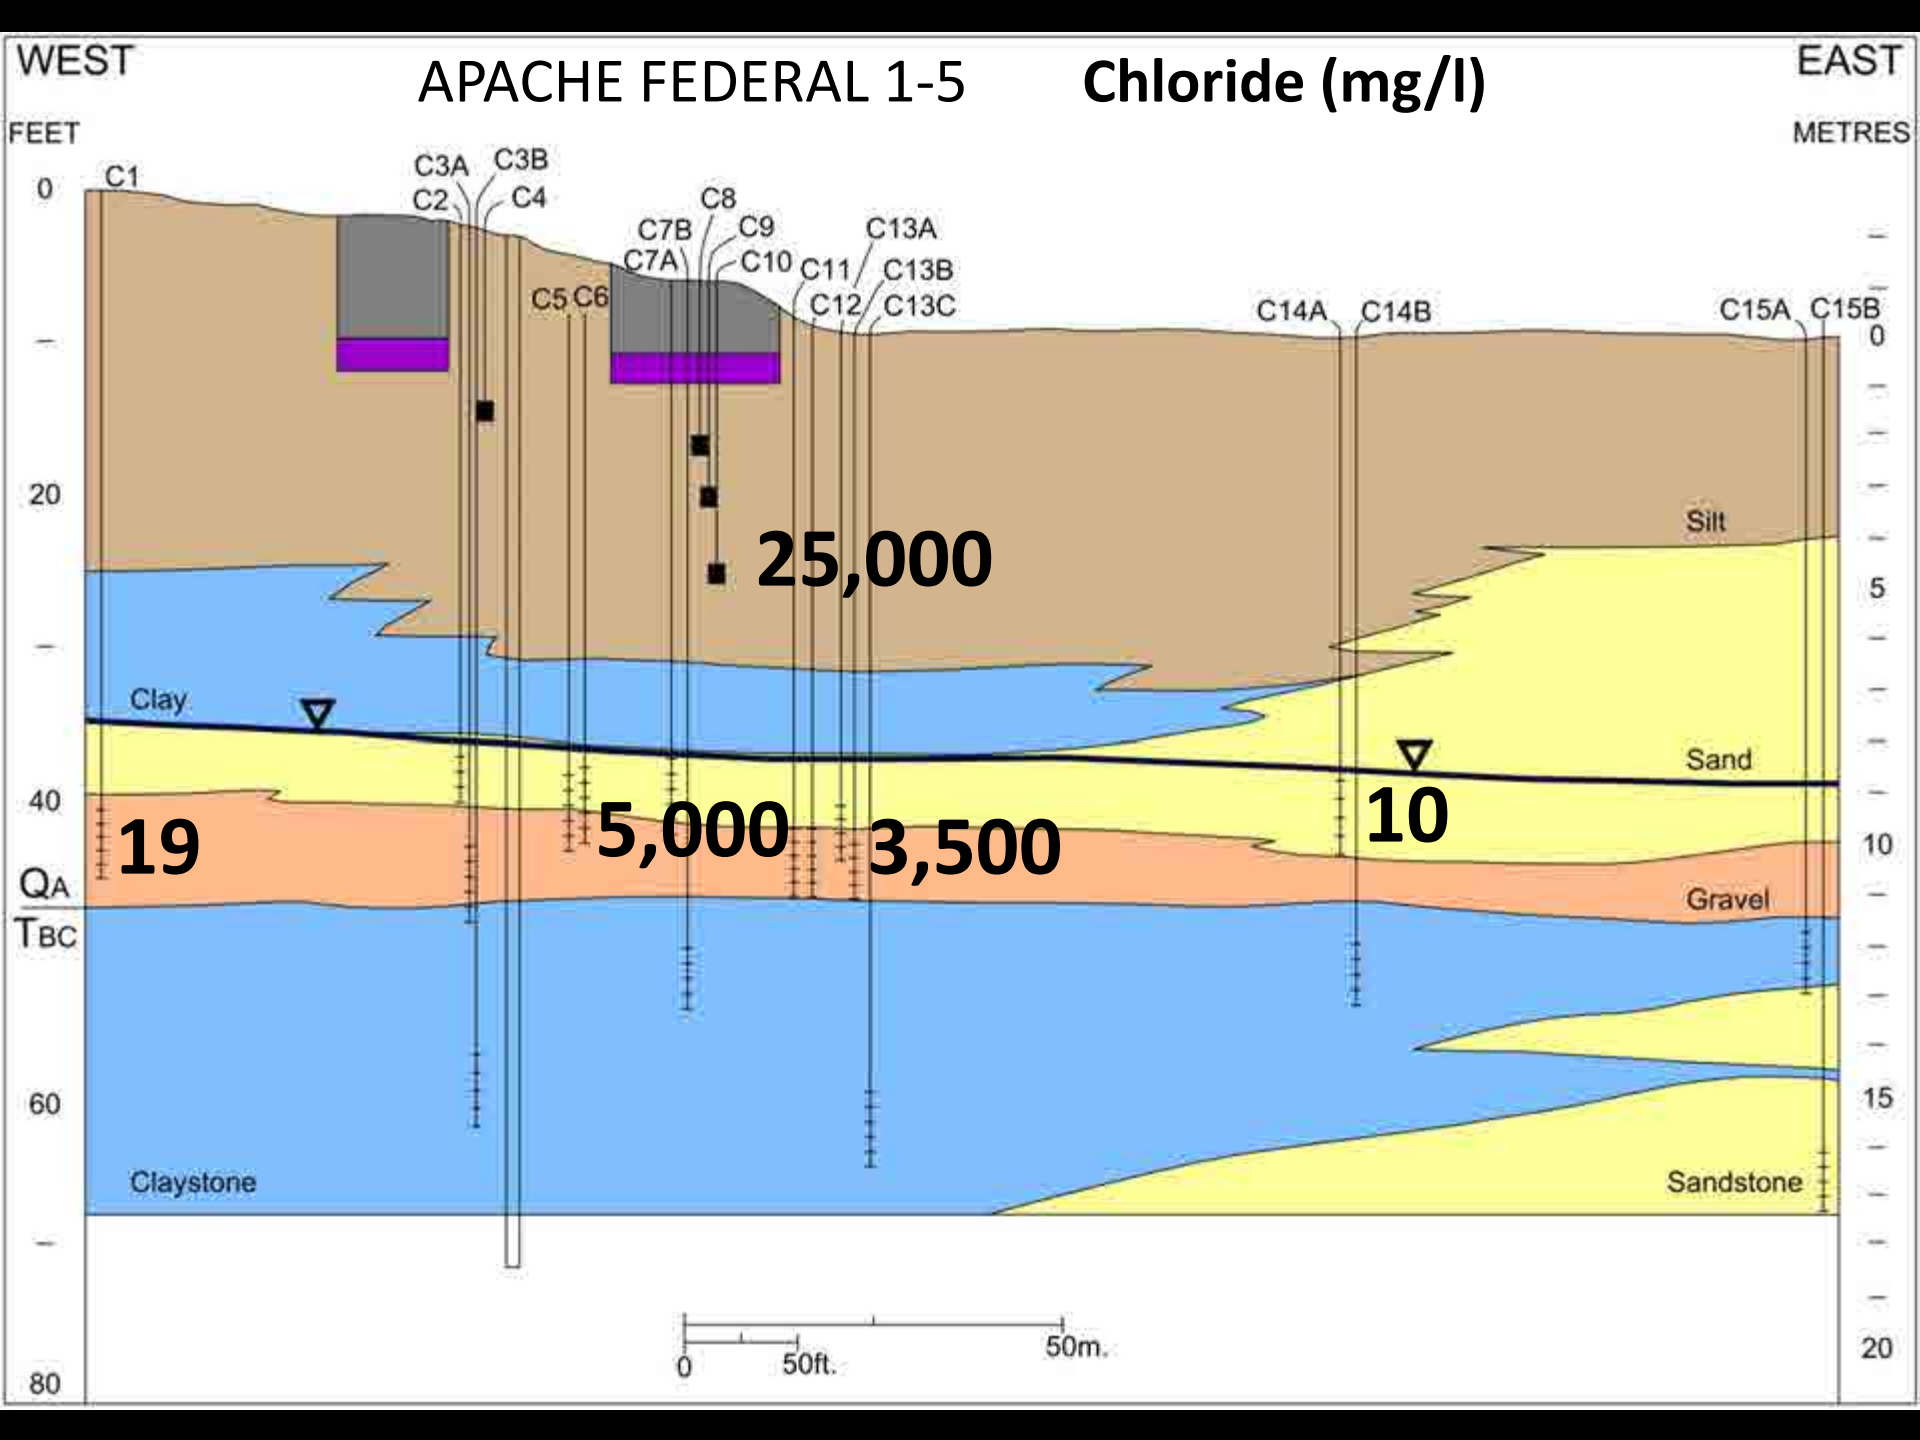 WEST
APACHE FEDERAL 1-5
Chloride (mg/l)
EAST
FEET
METRES
C1
C3A
C3B
C2
C4
C8
C7B
C9
C13A
C7A
C10
C11
C13B
C5
C6
C12
C13C
C14A
C14B
C15A
C15B
0
0
20
Silt
25,000
5
Clay
Sand
40
19
5,000
3,500
10
10
QA
Gravel
TBC
60
15
Claystone
Sandstone
0
50ft.
50m.
20
80